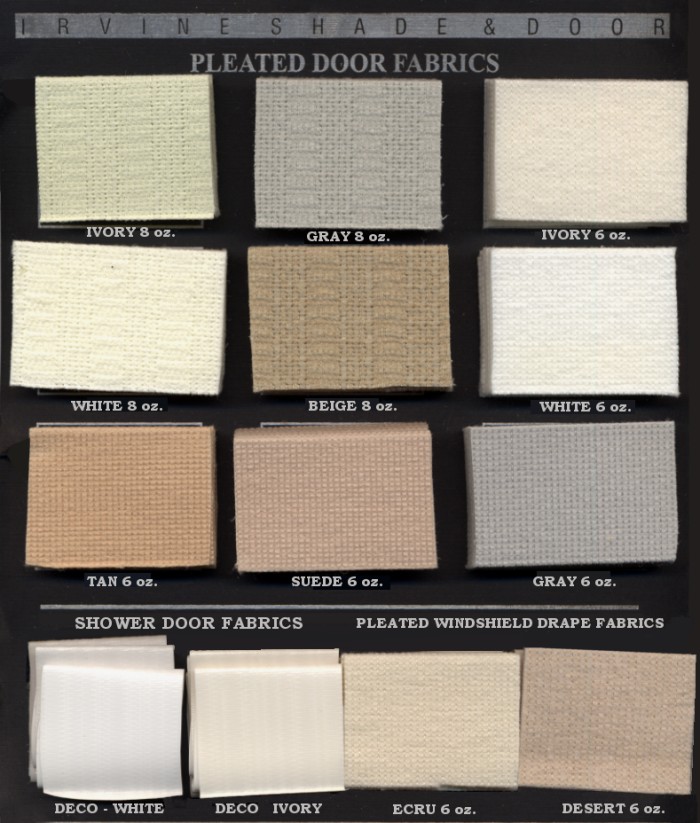 IRVINE SHADE & DOOR
PLEATED DOOR FABRICS
IVORY 8 oz.
GRAY 8 oz.
IVORY 6 oz.
WHITE 8 oz.
BEIGE 8 oz.
WHITE 6 oz.
TAN 6 oz.
SUEDE 6 oz.
GRAY 6 oz.
SHOWER DOOR FABRICS
PLEATED WINDSHIELD DRAPE FABRICS
DECO - WHITE
DECO IVORY
ECRU 6 oz.
DESERT 6 oz.